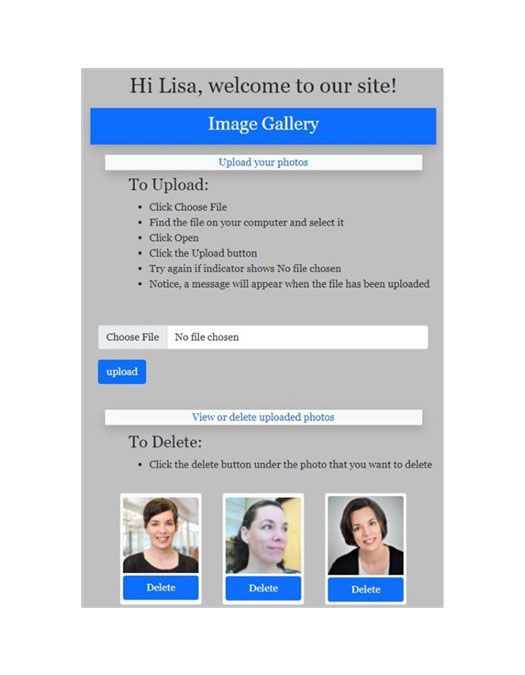 Hi Lisa, welcome to our site!
Image Gallery
Upload your photos
To Upload:
• Click Choose File
• Find the file on your computer and select it
• Click Open
• Click the Upload button
• Try again if indicator shows No file chosen
• Notice, a message will appear when the file has been uploaded
Choose File No file chosen
upload
View or delete uploaded photos
To Delete:
• Click the delete button under the photo that you want to delete
Delete Delete Delete